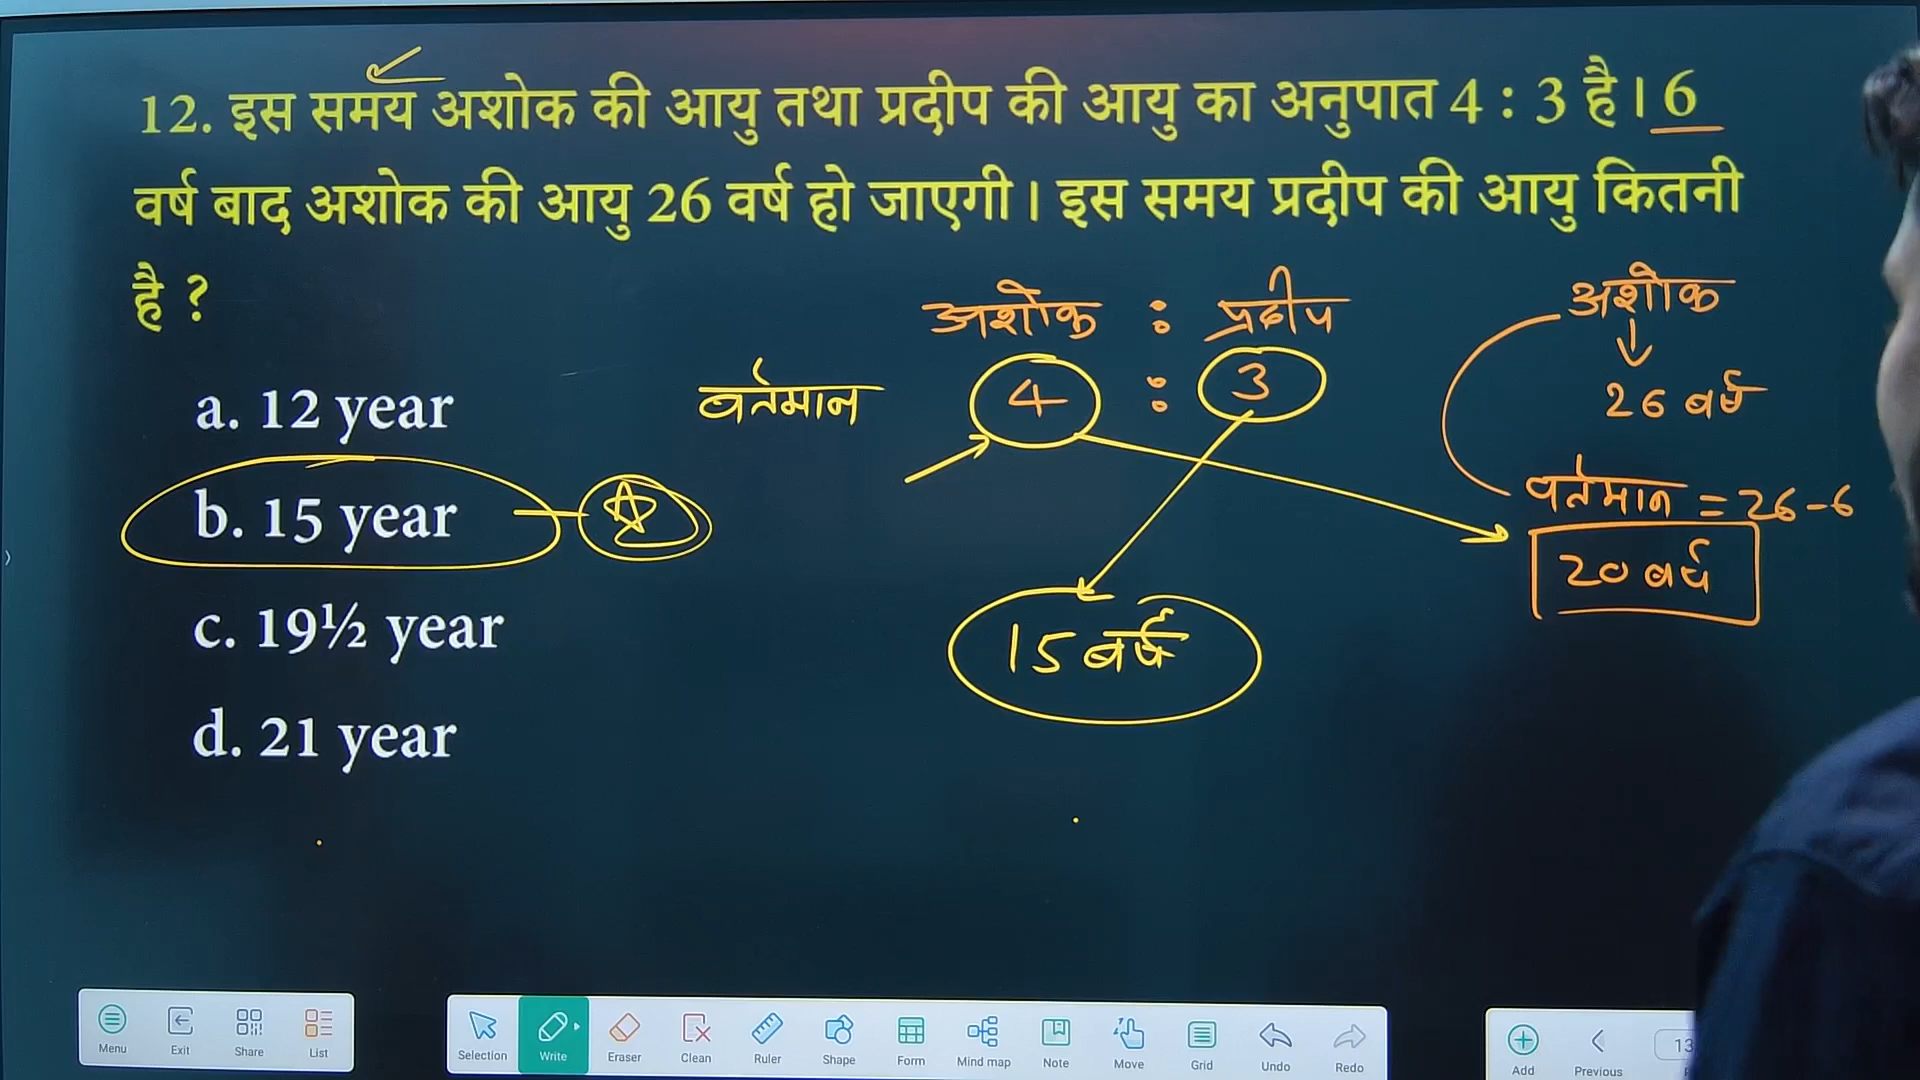 12. इस समय अशोक की आयु तथा प्रदीप की आयु का अनुपात 4 : 3 है। 6
वर्ष बाद अशोक की आयु 26 वर्ष हो जाएगी। इस समय प्रदीप की आयु कितनी
है ?
अशोक : प्रदीप
अशोक
वर्तमान 4 : 3
26 वर्ष
a. 12 year
वर्तमान = 26-6
b. 15 year
20 वर्ष
15 वर्ष
c. 19½ year
d. 21 year
Menu Exit Share List Selection Write Eraser Clean Ruler Shape Form Mind map Note Move Grid Undo Redo Add Previous 13